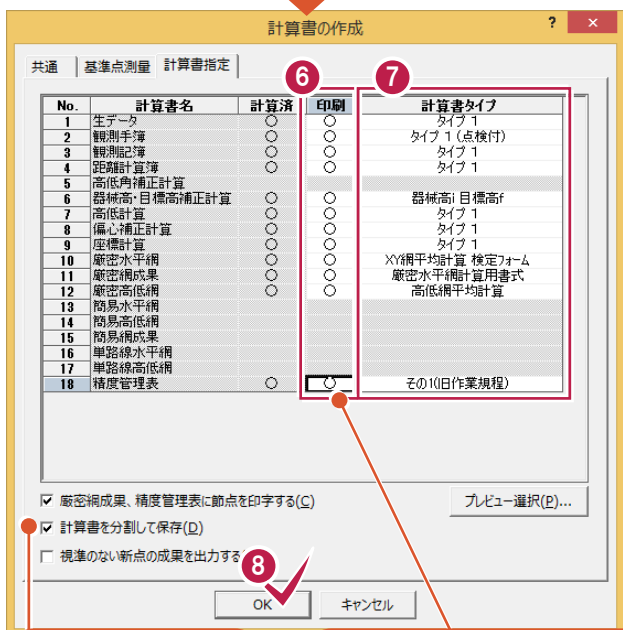 計算書の作成
? ×
共通 基準点測量 計算書指定
6 7
No. 計算書名 計算済 印刷 計算書タイプ
1 生データ ○ ○ タイプ 1
2 観測手簿 ○ ○ タイプ 1 (点検付)
3 観測記簿 ○ ○ タイプ 1
4 距離計算簿 ○ ○ タイプ 1
5 高低角補正計算
6 器械高・目標高補正計算 ○ ○ 器械高i 目標高f
7 高低計算 ○ ○ タイプ 1
8 偏心補正計算 ○ ○ タイプ 1
9 座標計算 ○ ○ タイプ 1
10 厳密水平網 ○ ○ XY網平均計算 検定フォーム
11 厳密網成果 ○ ○ 厳密水平網計算用書式
12 厳密高低網 ○ ○ 高低網平均計算
13 簡易水平網
14 簡易高低網
15 簡易網成果
16 単路線水平網
17 単路線高低網
18 精度管理表 ○ ○ その1(旧作業規程)
厳密網成果、精度管理表に節点を印字する(C) プレビュー選択(P)...
計算書を分割して保存(D)
視準のない新点の成果を出力する
8
OK キャンセル